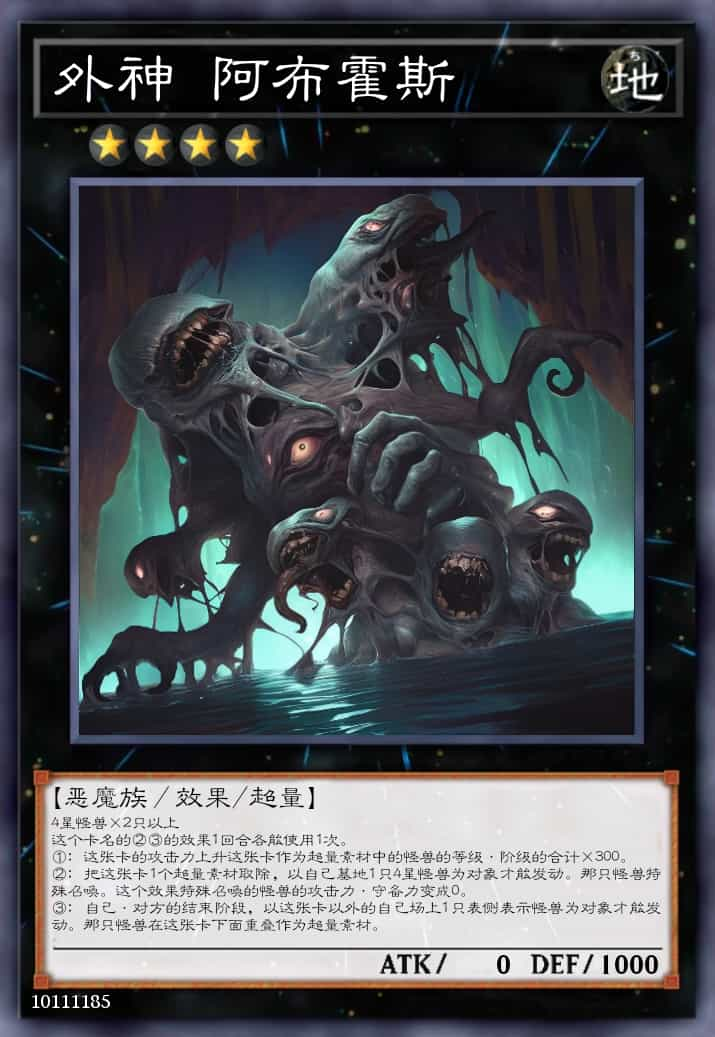 外神 阿布霍斯
ち
地
【恶魔族／效果/超量】
4星怪兽×2只以上
这个卡名的②③的效果1回合各能使用1次。
①：这张卡的攻击力上升这张卡作为超量素材中的怪兽的等级·阶级的合计×300。
②：把这张卡1个超量素材取除，以自己墓地1只4星怪兽为对象才能发动。那只怪兽特
殊召唤。这个效果特殊召唤的怪兽的攻击力·守备力变成0。
③：自己·对方的结束阶段，以这张卡以外的自己场上1只表侧表示怪兽为对象才能发
动。那只怪兽在这张卡下面重叠作为超量素材。
ATK/ 0 DEF/1000
10111185